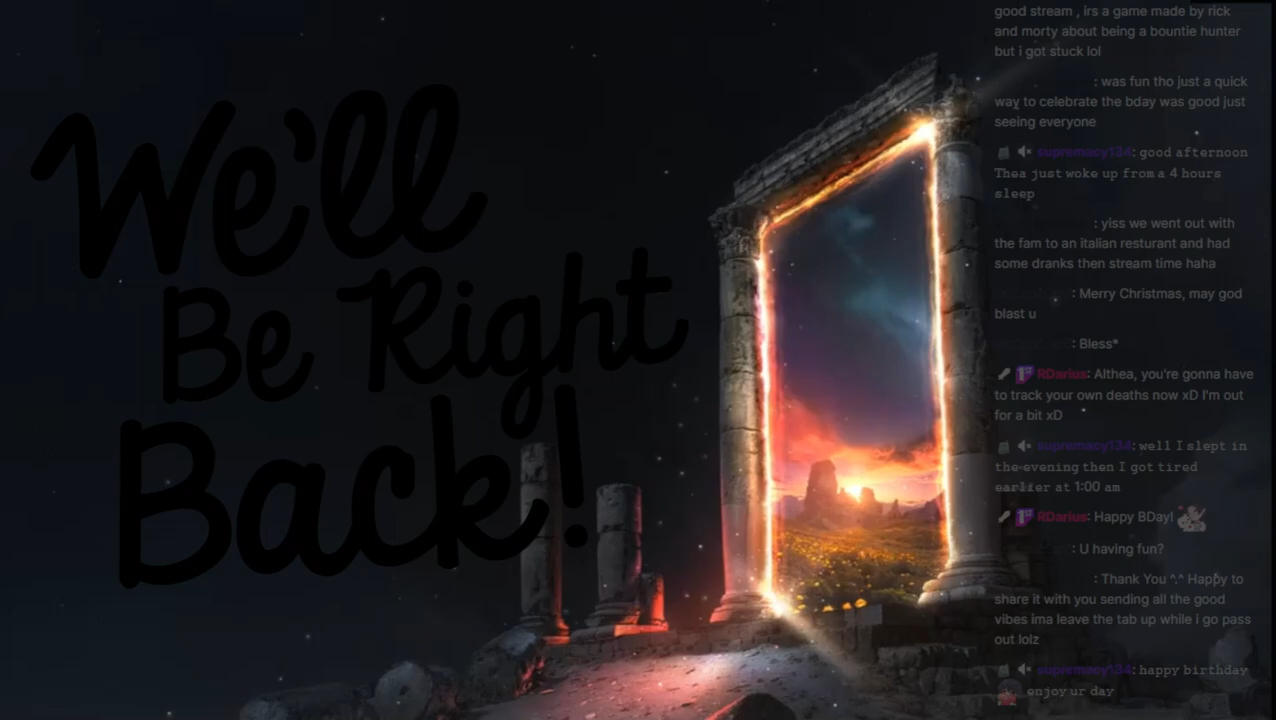 We'll
Be Right
Back!
good stream , irs a game made by rick
and morty about being a bountie hunter
but i got stuck lol
: was fun tho just a quick
way to celebrate the bday was good just
seeing everyone
supremacy134: good afternoon
Thea just woke up from a 4 hours
sleep
: yiss we went out with
the fam to an italian resturant and had
some dranks then stream time haha
: Merry Christmas, may god
blast u
: Bless*
RDarius: Althea, you're gonna have
to track your own deaths now xD I'm out
for a bit xD
supremacy134: well I slept in
the evening then I got tired
earlier at 1:00 am
RDarius: Happy BDay!
: U having fun?
: Thank You ^.^ Happy to
share it with you sending all the good
vibes ima leave the tab up while i go pass
out lolz
supremacy134: happy birthday
enjoy ur day